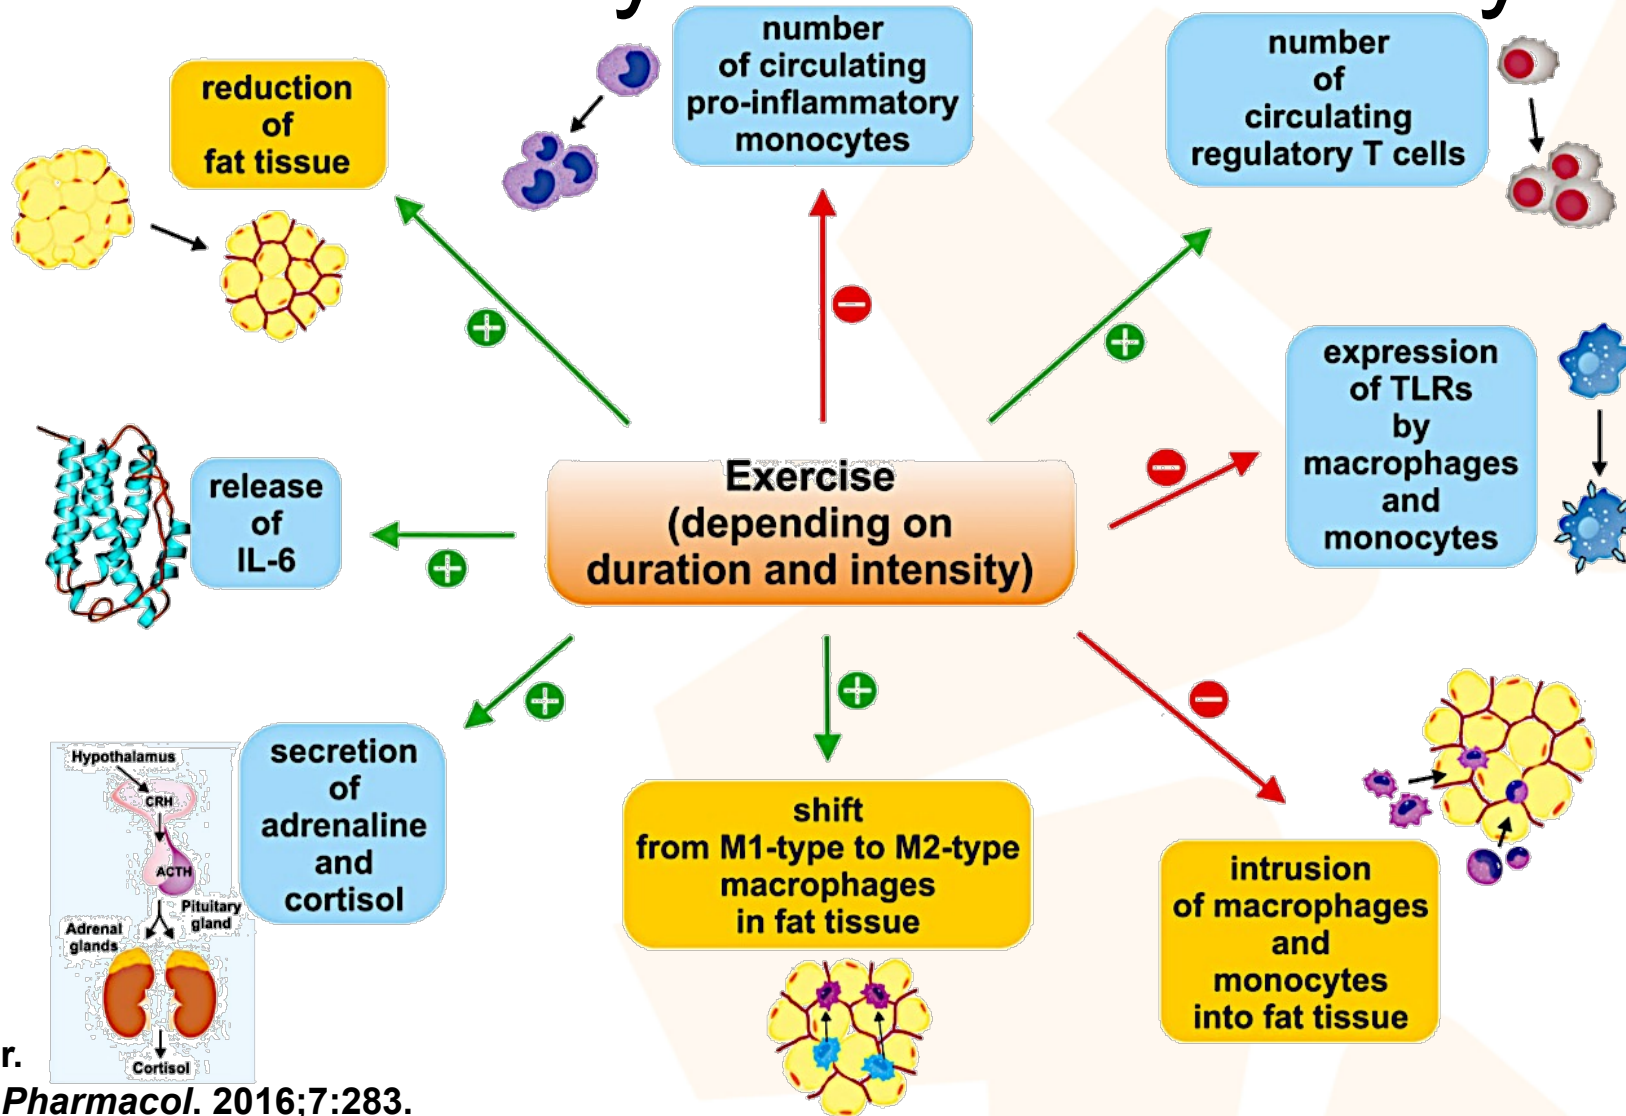 number
of circulating
pro-inflammatory
monocytes
number
of
circulating
regulatory T cells
reduction
of
fat tissue
expression
of TLRs
by
macrophages
and
monocytes
release
of
IL-6
Exercise
(depending on
duration and intensity)
secretion
of
adrenaline
and
cortisol
Hypothalamus
CRH
ACTH
Pituitary
gland
Adrenal
glands
Cortisol
shift
from M1-type to M2-type
macrophages
in fat tissue
intrusion
of macrophages
and
monocytes
into fat tissue
r.
Pharmacol. 2016;7:283.